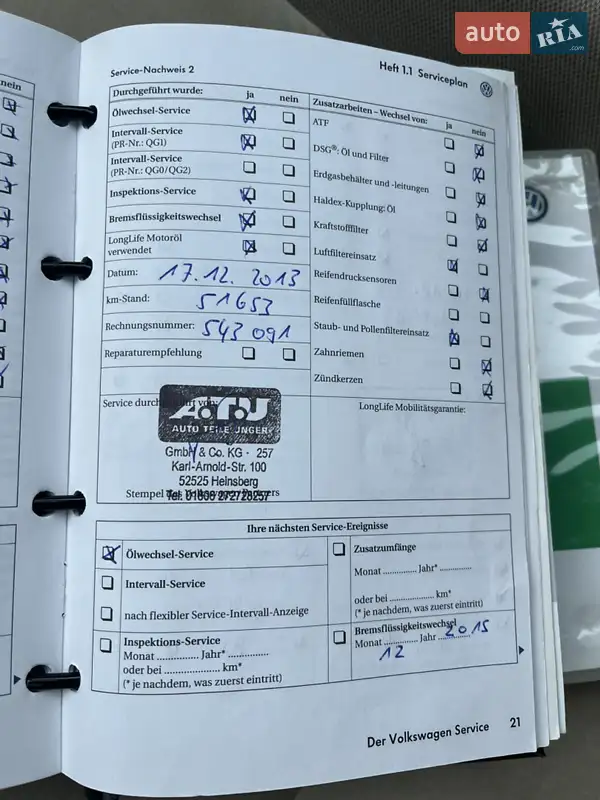 auto RIA .com
nein
Service-Nachweis 2
Heft 1.1 Serviceplan
Durchgeführt wurde: ja nein
Ölwechsel-Service
Intervall-Service
(PR-Nr.: QG1)
Intervall-Service
(PR-Nr.: QG0/QG2)
Inspektions-Service
Bremsflüssigkeitswechsel
LongLife Motoröl
verwendet
Datum: 17.12.2013
km-Stand: 51653
Rechnungsnummer: 543 091
Reparaturempfehlung
Zusatzarbeiten – Wechsel von: ja nein
ATF
DSG®: Öl und Filter
Erdgasbehälter und -leitungen
Haldex-Kupplung: Öl
Kraftstofffilter
Luftfiltereinsatz
Reifendrucksensoren
Reifenfüllflasche
Staub- und Pollenfiltereinsatz
Zahnriemen
Zündkerzen
Service durch
A.T.U
AUTO TEILE UNGER
GmbH & Co. KG - 257
Karl-Arnold-Str. 100
52525 Heinsberg
Stempel des
LongLife Mobilitätsgarantie:
Ihre nächsten Service-Ereignisse
Ölwechsel-Service
Intervall-Service
nach flexibler Service-Intervall-Anzeige
Inspektions-Service
Monat ............... Jahr* ...............
oder bei ..................... km*
(* je nachdem, was zuerst eintritt)
Zusatzumfänge
Monat ............ Jahr* ............
oder bei ................ km*
(* je nachdem, was zuerst eintritt)
Bremsflüssigkeitswechsel
Monat ............ Jahr 2015
12
Der Volkswagen Service 21